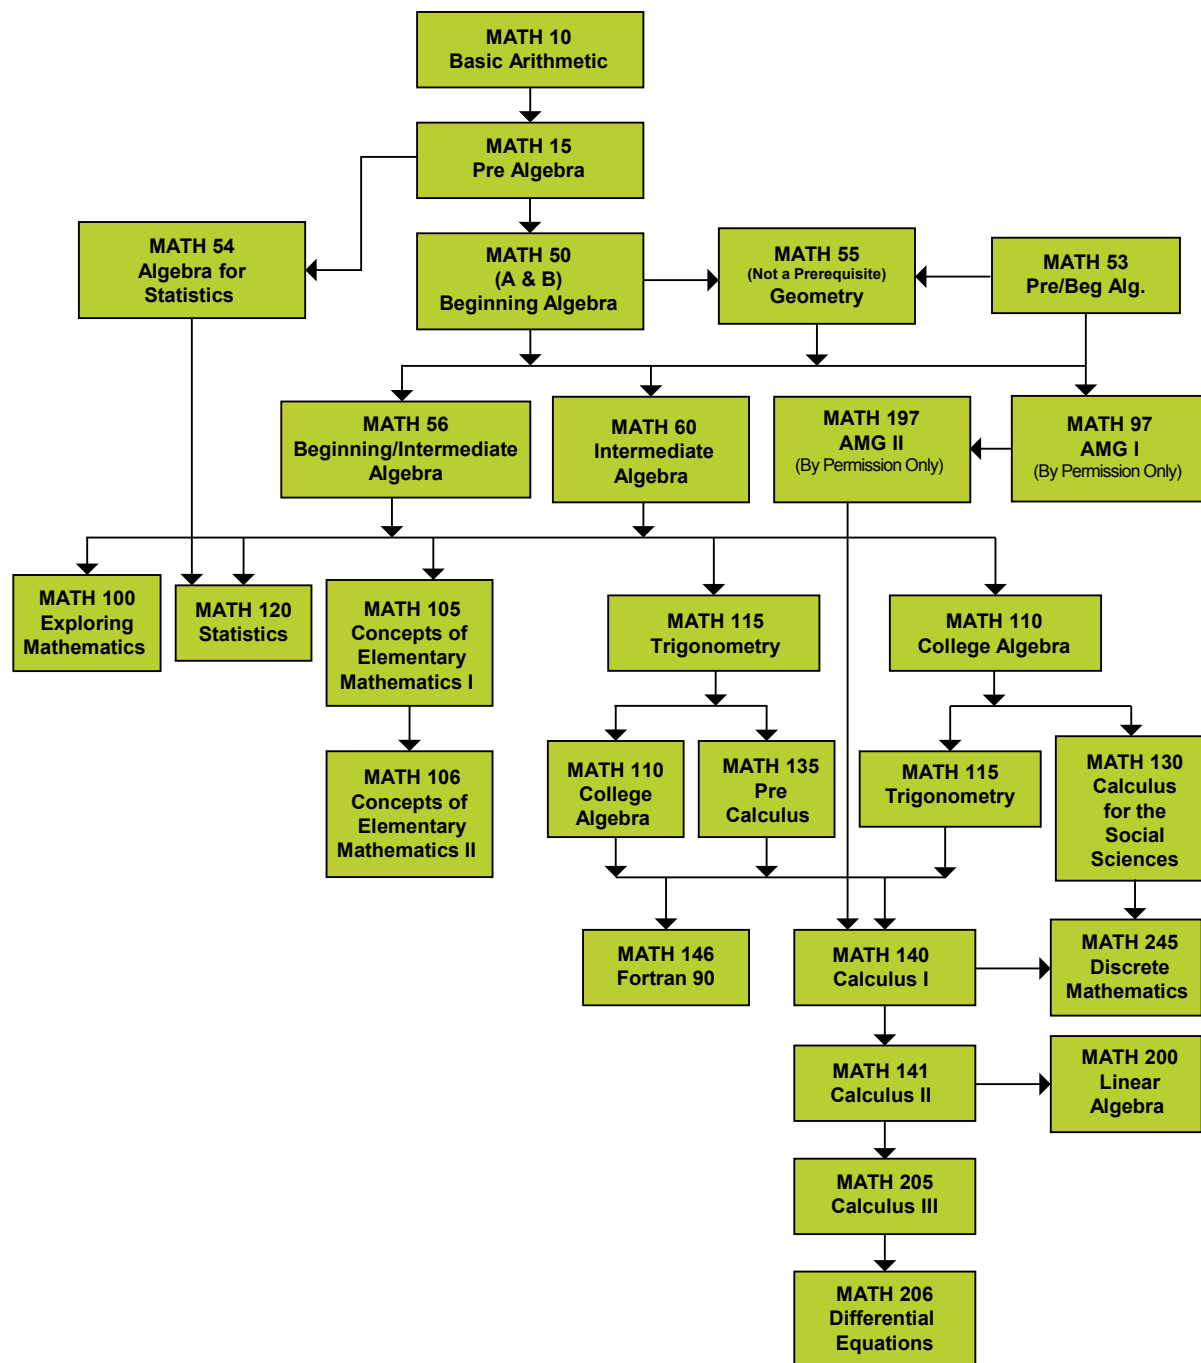 MATH 10
Basic Arithmetic
MATH 15
Pre Algebra
MATH 54
Algebra for
Statistics
MATH 50
(A & B)
Beginning Algebra
MATH 55
(Not a Prerequisite)
Geometry
MATH 53
Pre/Beg Alg.
MATH 56
Beginning/Intermediate
Algebra
MATH 60
Intermediate
Algebra
MATH 197
AMG II
(By Permission Only)
MATH 97
AMG I
(By Permission Only)
MATH 100
Exploring
Mathematics
MATH 120
Statistics
MATH 105
Concepts of
Elementary
Mathematics I
MATH 115
Trigonometry
MATH 110
College Algebra
MATH 106
Concepts of
Elementary
Mathematics II
MATH 110
College
Algebra
MATH 135
Pre
Calculus
MATH 115
Trigonometry
MATH 130
Calculus
for the
Social
Sciences
MATH 146
Fortran 90
MATH 140
Calculus I
MATH 245
Discrete
Mathematics
MATH 141
Calculus II
MATH 200
Linear
Algebra
MATH 205
Calculus III
MATH 206
Differential
Equations